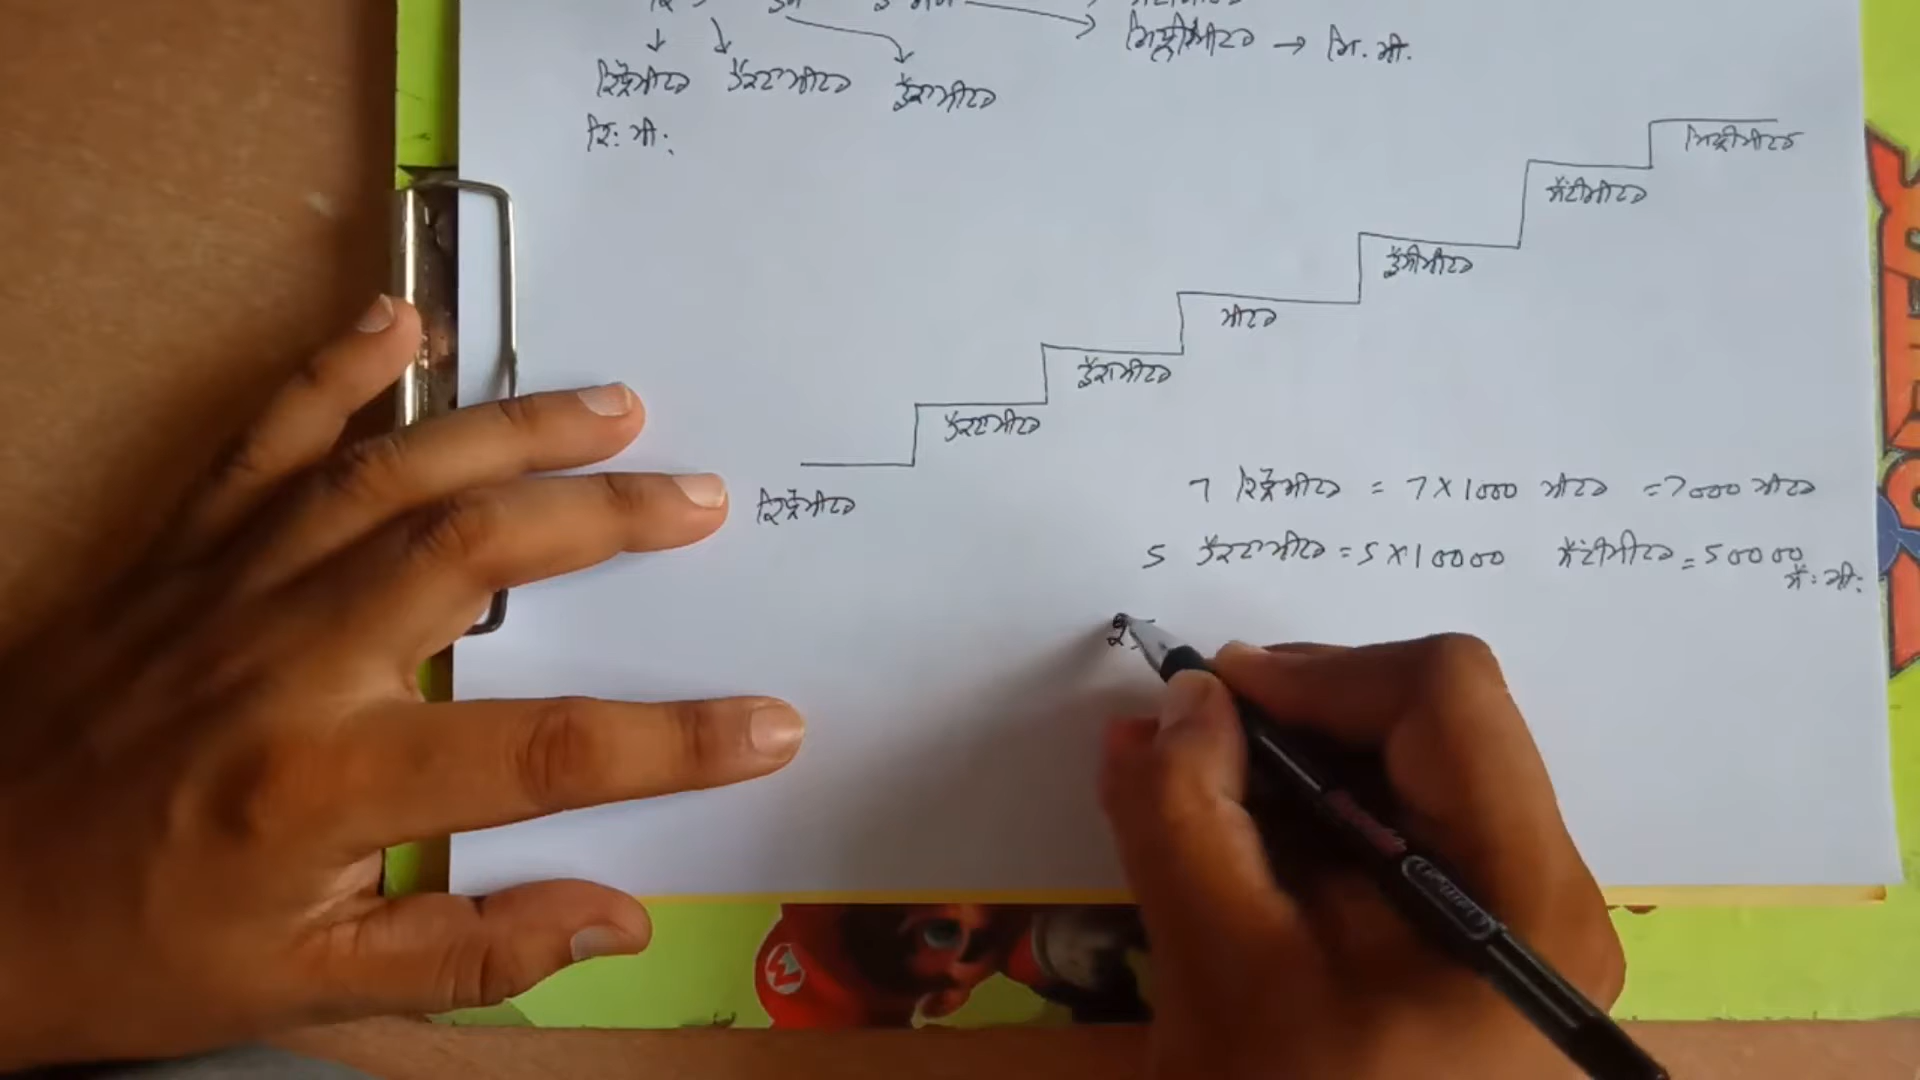 ਮਿਲੀਮੀਟਰ → ਮਿ. ਮੀ.
ਕਿਲੋਮੀਟਰ ਹੈਕਟਾਮੀਟਰ ਡੈਕਾਮੀਟਰ
ਕਿ: ਮੀ:
ਮਿਲੀਮੀਟਰ
ਸੈਂਟੀਮੀਟਰ
ਡੈਸੀਮੀਟਰ
ਮੀਟਰ
ਡੈਕਾਮੀਟਰ
ਹੈਕਟਾਮੀਟਰ
ਕਿਲੋਮੀਟਰ
7 ਕਿਲੋਮੀਟਰ = 7 × 1000 ਮੀਟਰ = 7000 ਮੀਟਰ
5 ਹੈਕਟਾਮੀਟਰ = 5 × 10000 ਸੈਂਟੀਮੀਟਰ = 50000
ਸੈਂ: ਮੀ: